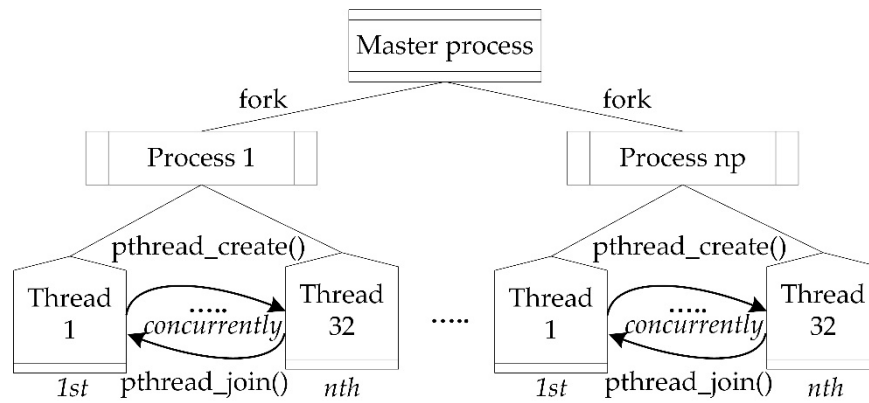 Master process
fork
fork
Process 1
Process np
pthread_create()
pthread_create()
Thread
1
.....
concurrently
Thread
32
.....
Thread
1
.....
concurrently
Thread
32
1st
pthread_join()
nth
1st
pthread_join()
nth